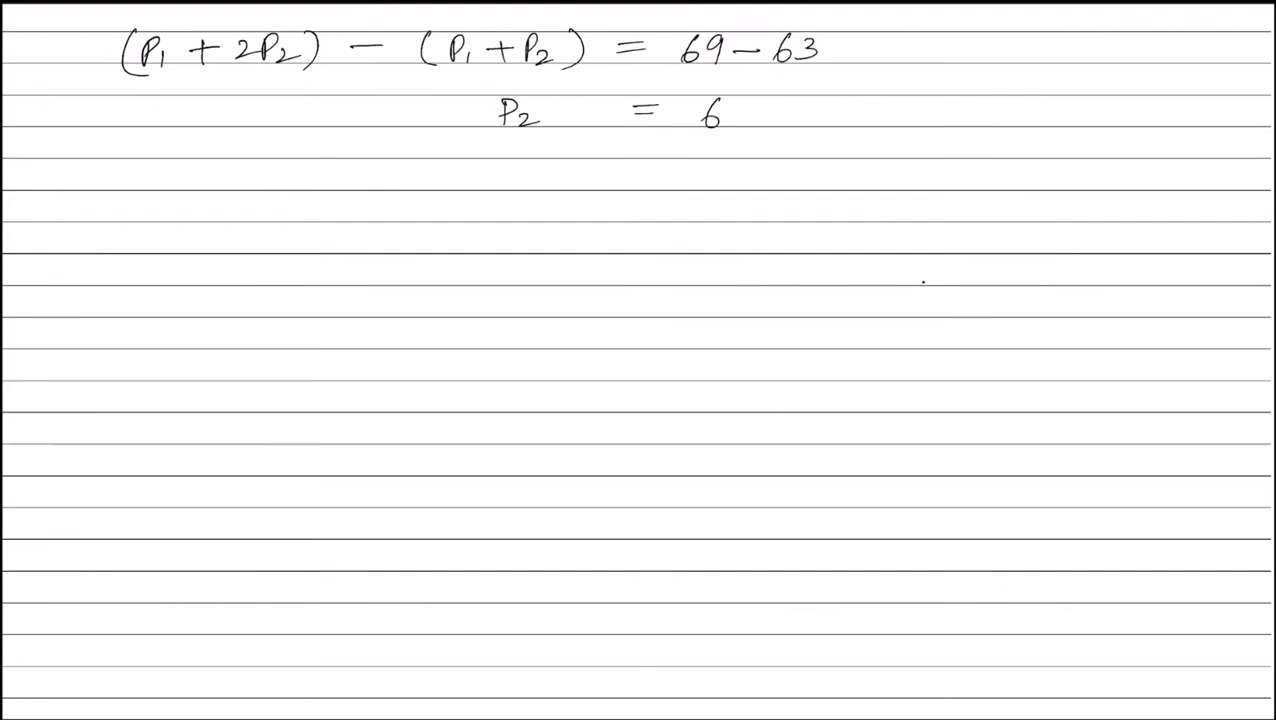 (P₁ + 2P₂) − (P₁ + P₂) = 69 − 63
P₂ = 6